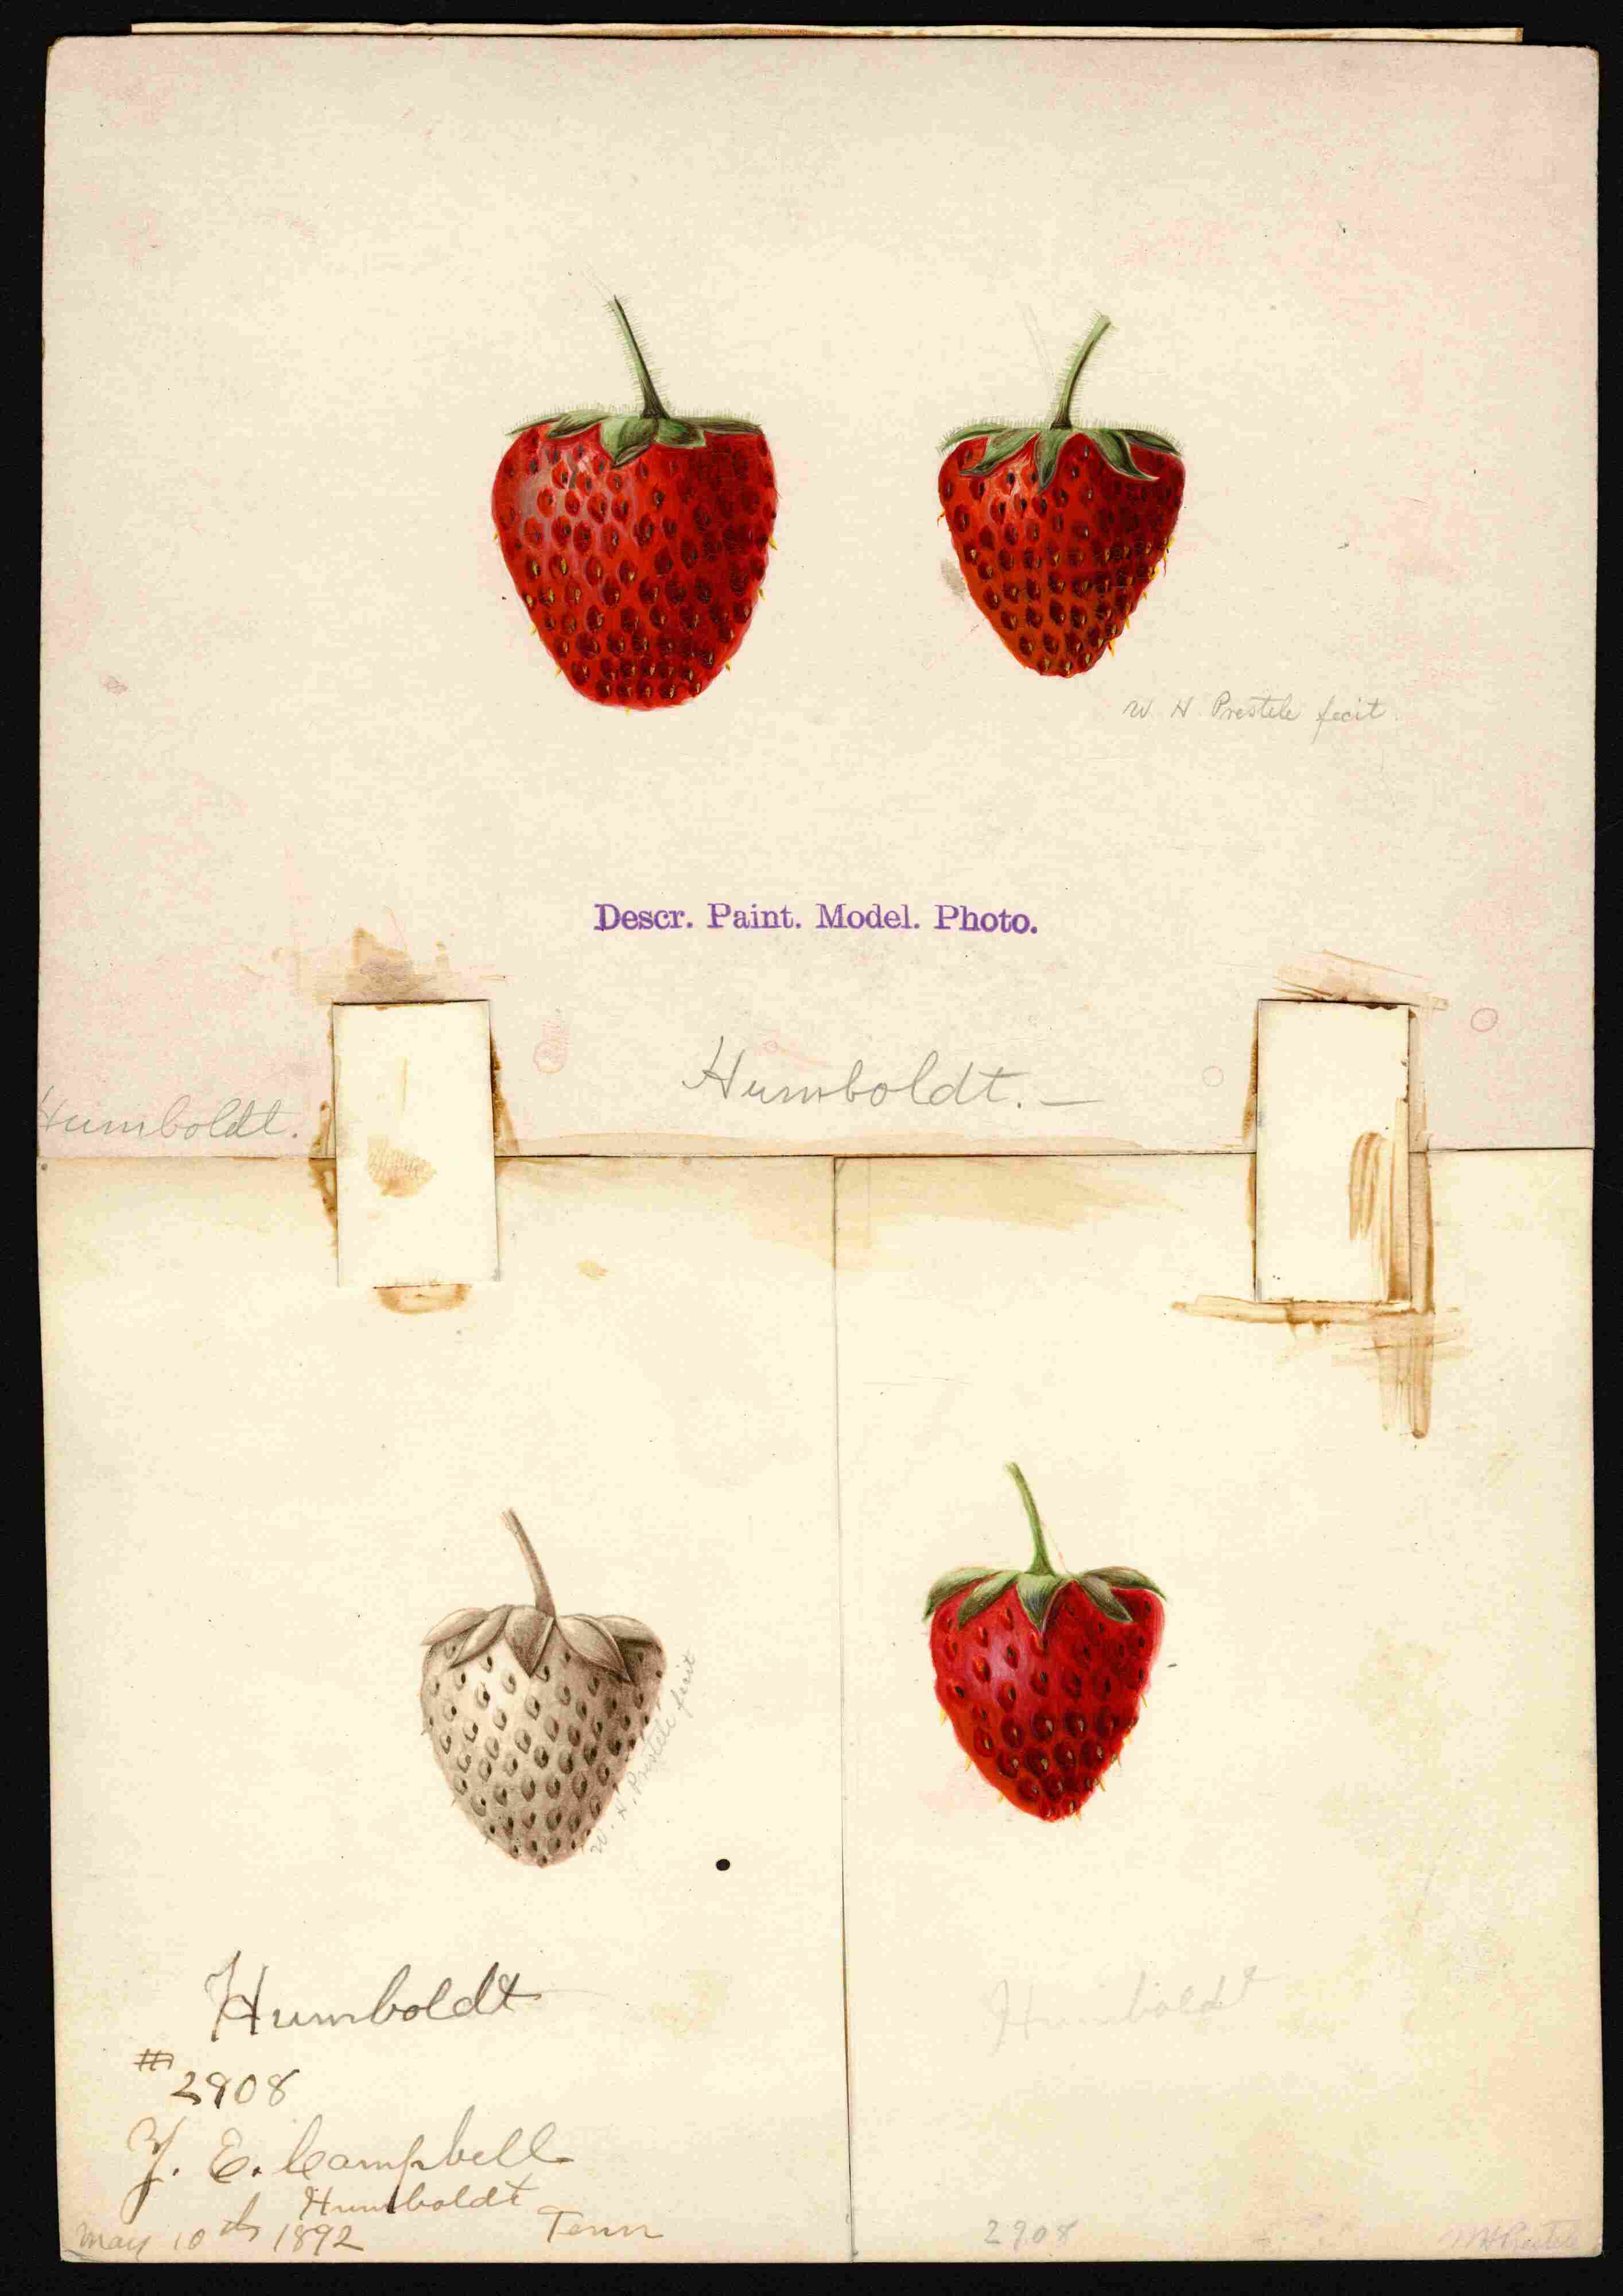 W. H. Prestele fecit.
Descr. Paint. Model. Photo.
Humboldt. —
Humboldt.
W. H. Prestele fecit
Humboldt
#2908
E. Campbell
Humboldt
Tenn
May 10th 1892
Humboldt
2908
WH Prestele